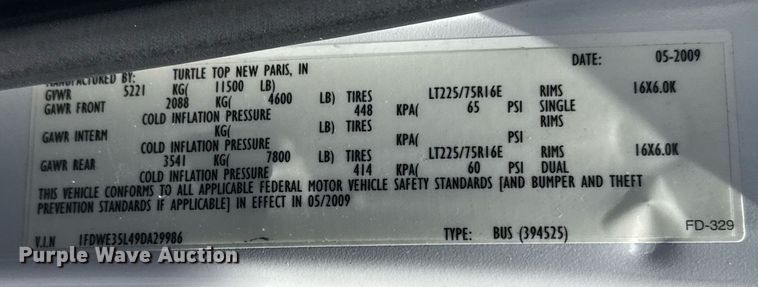 MANUFACTURED BY: TURTLE TOP NEW PARIS, IN DATE: 05-2009
GVWR 5221 KG( 11500 LB)
GAWR FRONT 2088 KG( 4600 LB) TIRES LT225/75R16E RIMS 16X6.0K
COLD INFLATION PRESSURE 448 KPA( 65 PSI SINGLE
GAWR INTERM KG( LB) TIRES RIMS
COLD INFLATION PRESSURE KPA( PSI
GAWR REAR 3541 KG( 7800 LB) TIRES LT225/75R16E RIMS 16X6.0K
COLD INFLATION PRESSURE 414 KPA( 60 PSI DUAL
THIS VEHICLE CONFORMS TO ALL APPLICABLE FEDERAL MOTOR VEHICLE SAFETY STANDARDS [AND BUMPER AND THEFT
PREVENTION STANDARDS IF APPLICABLE] IN EFFECT IN 05/2009
V.I.N 1FDWE35L49DA29986 TYPE: BUS (394525)
FD-329
Purple Wave Auction